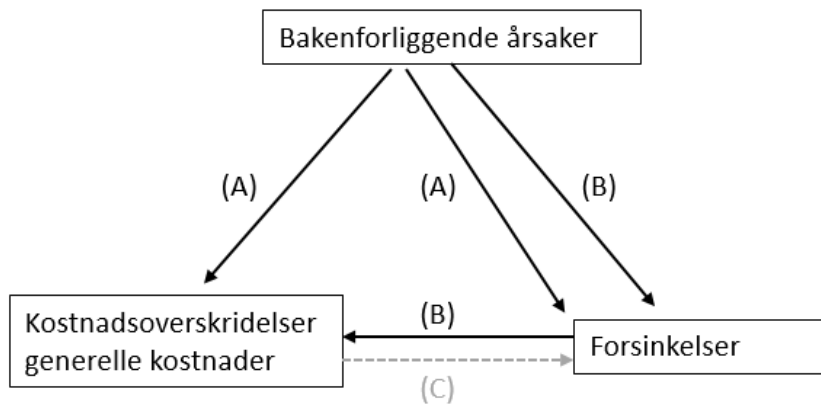 Bakenforliggende årsaker
(A)
(A)
(B)
Kostnadsoverskridelser
generelle kostnader
(B)
(C)
Forsinkelser